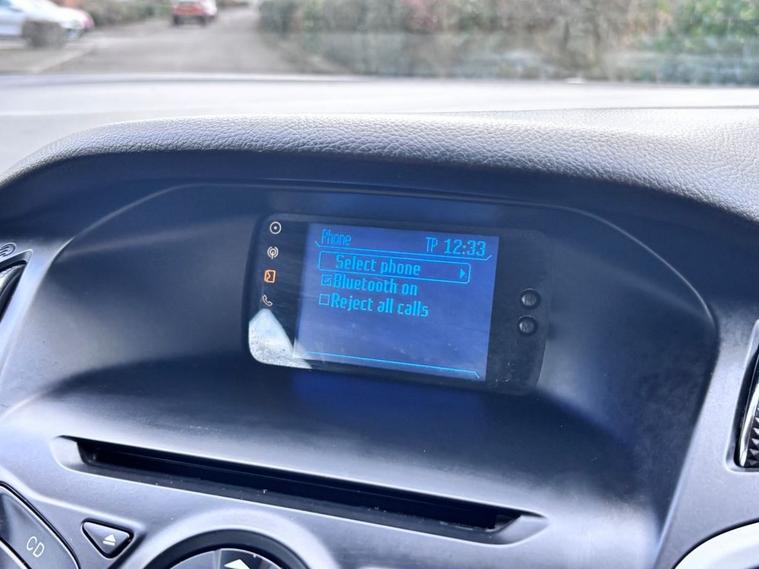 Phone TP 12:33
Select phone
Bluetooth on
Reject all calls
CD